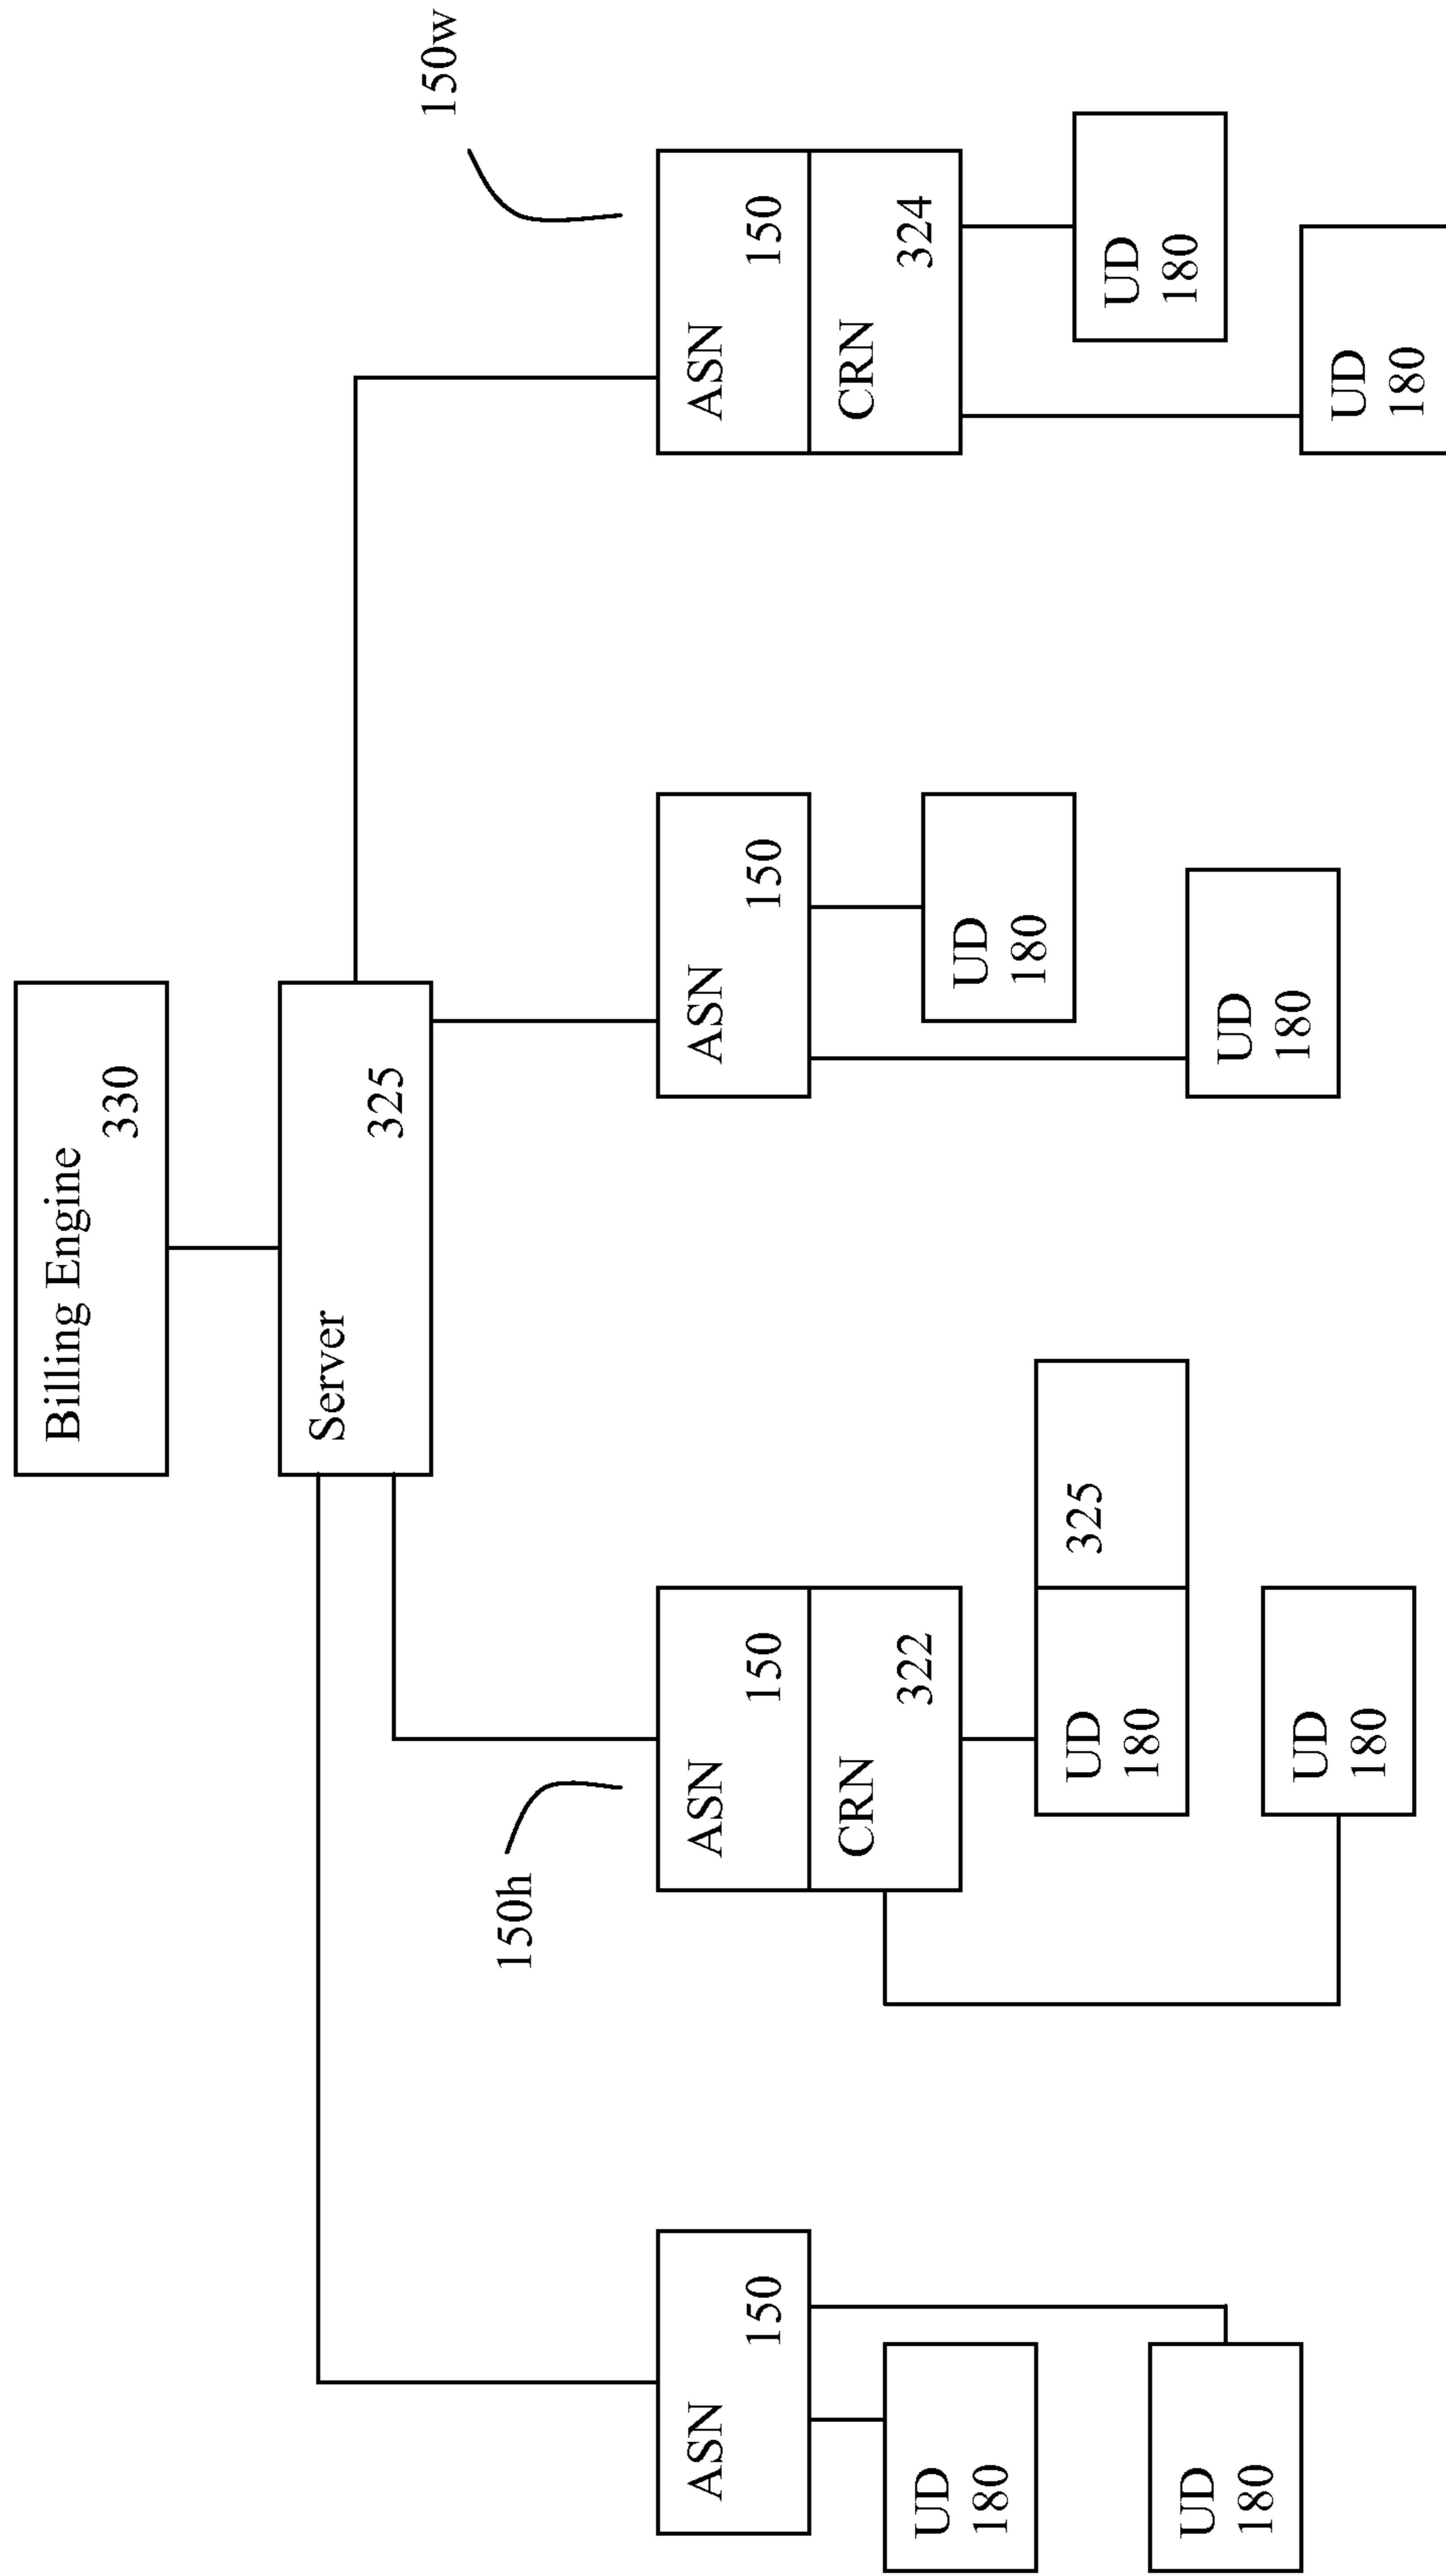 Billing Engine
330
Server
325
150h
150w
ASN
150
ASN
150
CRN
322
ASN
150
ASN
150
CRN
324
UD
180
UD
180
UD
180
325
UD
180
UD
180
UD
180
UD
180
UD
180